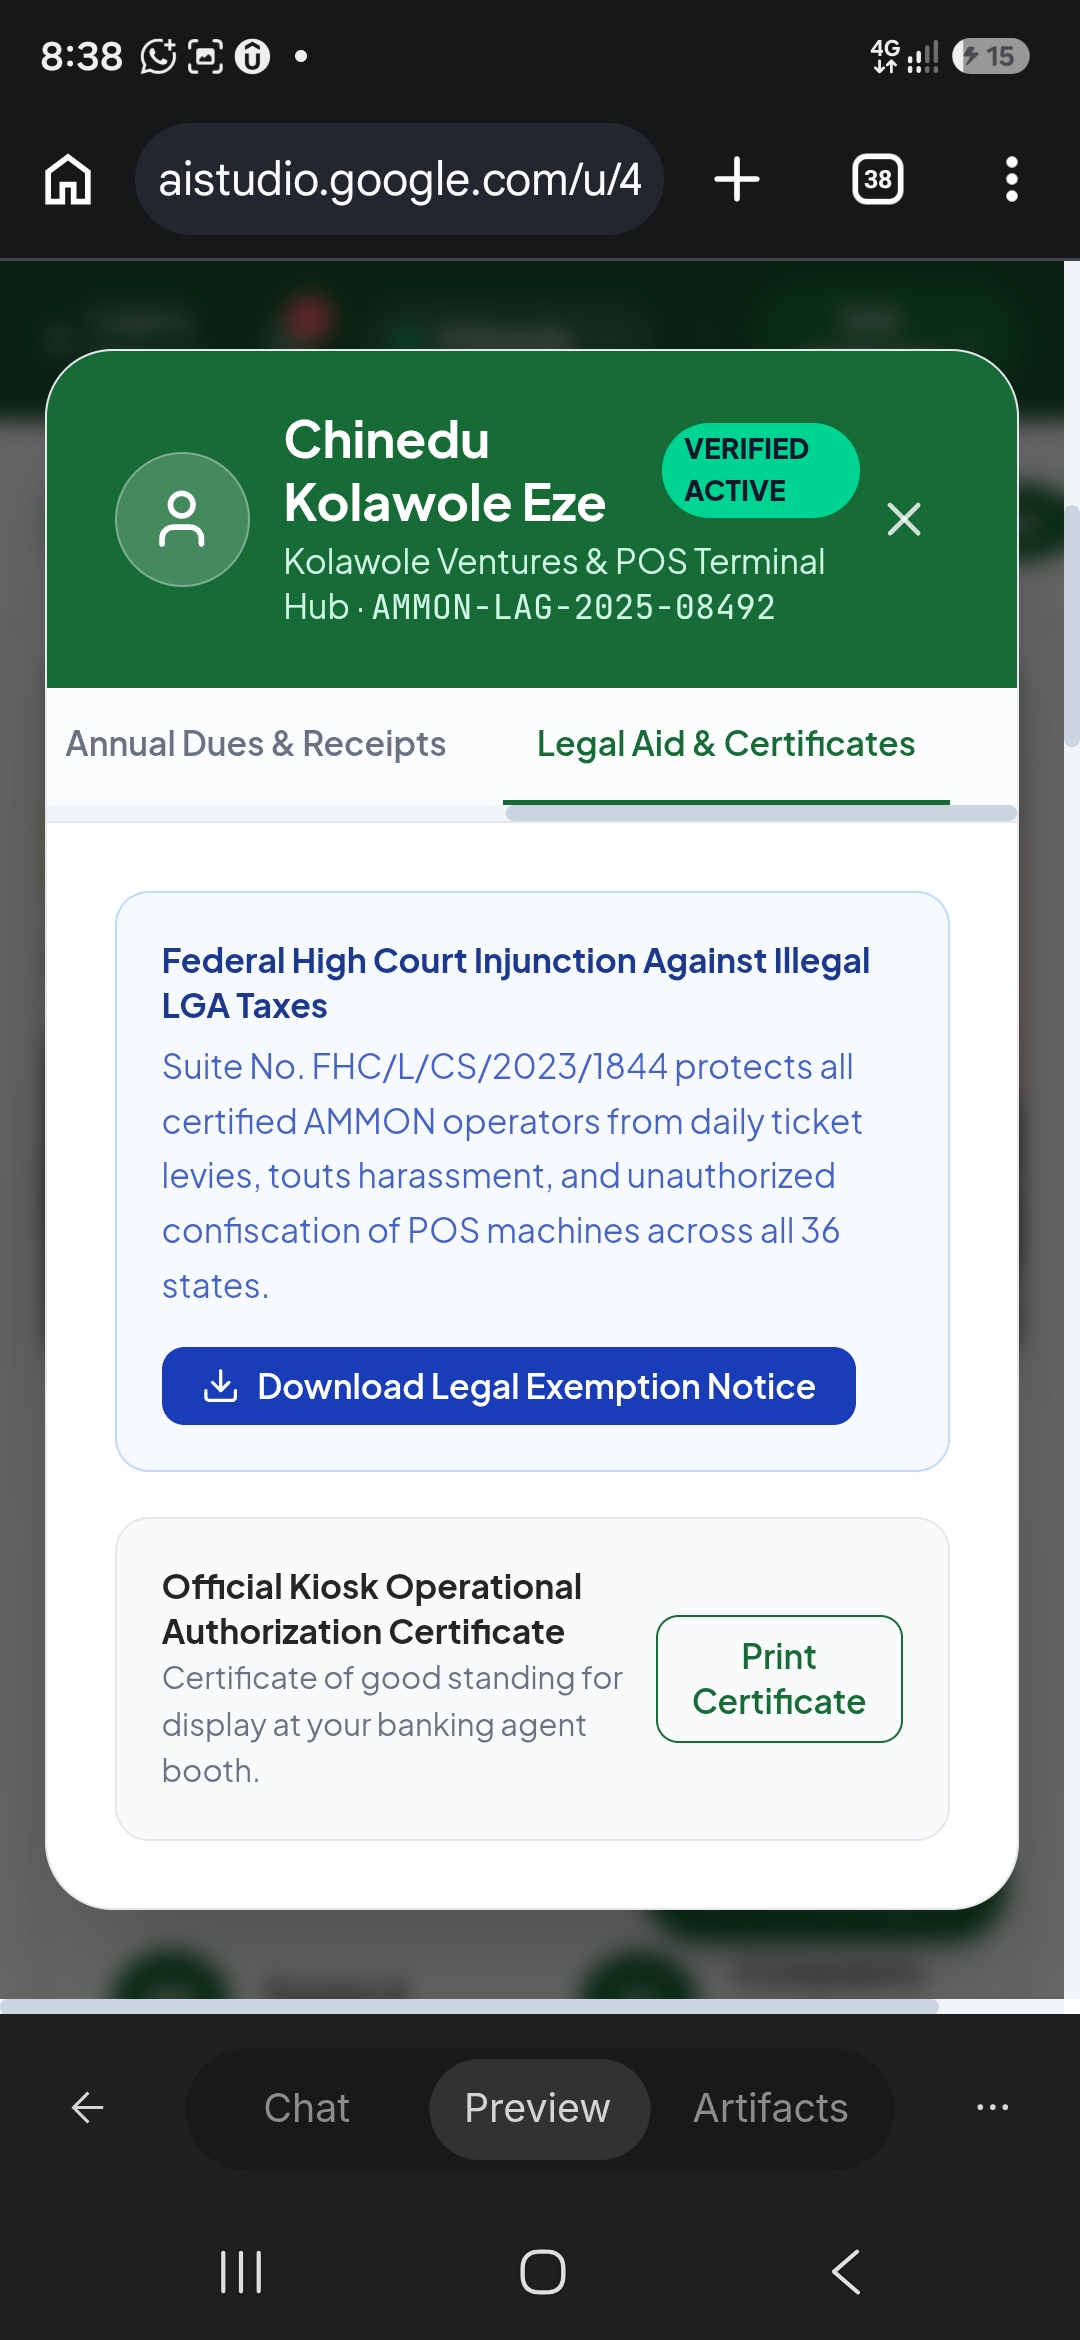 8:38
4G
15
aistudio.google.com/u/4
38
Chinedu
Kolawole Eze
VERIFIED
ACTIVE
Kolawole Ventures & POS Terminal
Hub · AMMON-LAG-2025-08492
Annual Dues & Receipts
Legal Aid & Certificates
Federal High Court Injunction Against Illegal
LGA Taxes
Suite No. FHC/L/CS/2023/1844 protects all
certified AMMON operators from daily ticket
levies, touts harassment, and unauthorized
confiscation of POS machines across all 36
states.
Download Legal Exemption Notice
Official Kiosk Operational
Authorization Certificate
Certificate of good standing for
display at your banking agent
booth.
Print
Certificate
Chat
Preview
Artifacts